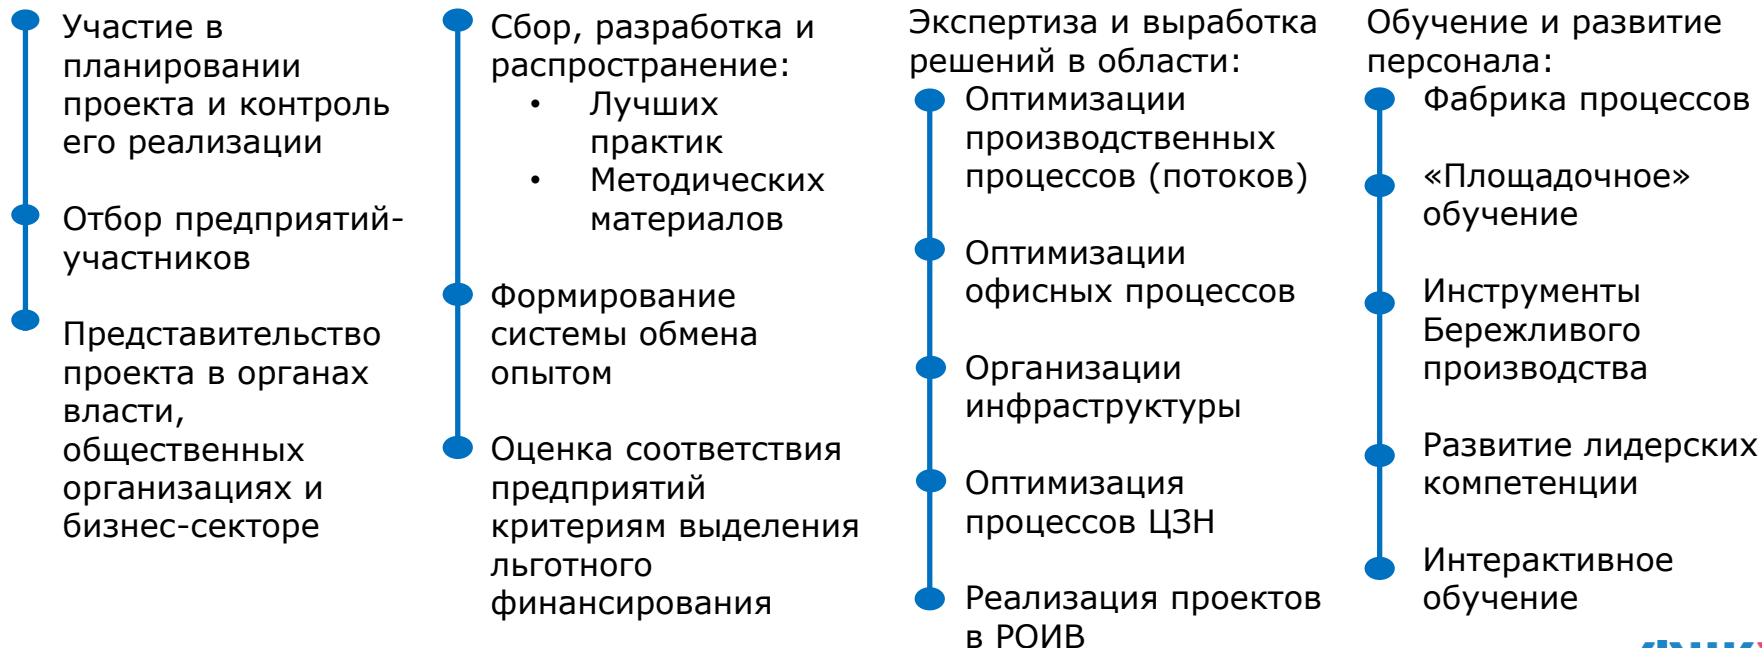 Участие в
планировании
проекта и контроль
его реализации
Отбор предприятий-
участников
Представительство
проекта в органах
власти,
общественных
организациях и
бизнес-секторе
Сбор, разработка и
распространение:
• Лучших
практик
• Методических
материалов
Формирование
системы обмена
опытом
Оценка соответствия
предприятий
критериям выделения
льготного
финансирования
Экспертиза и выработка
решений в области:
Оптимизации
производственных
процессов (потоков)
Оптимизации
офисных процессов
Организации
инфраструктуры
Оптимизация
процессов ЦЗН
Реализация проектов
в РОИВ
Обучение и развитие
персонала:
Фабрика процессов
«Площадочное»
обучение
Инструменты
Бережливого
производства
Развитие лидерских
компетенции
Интерактивное
обучение